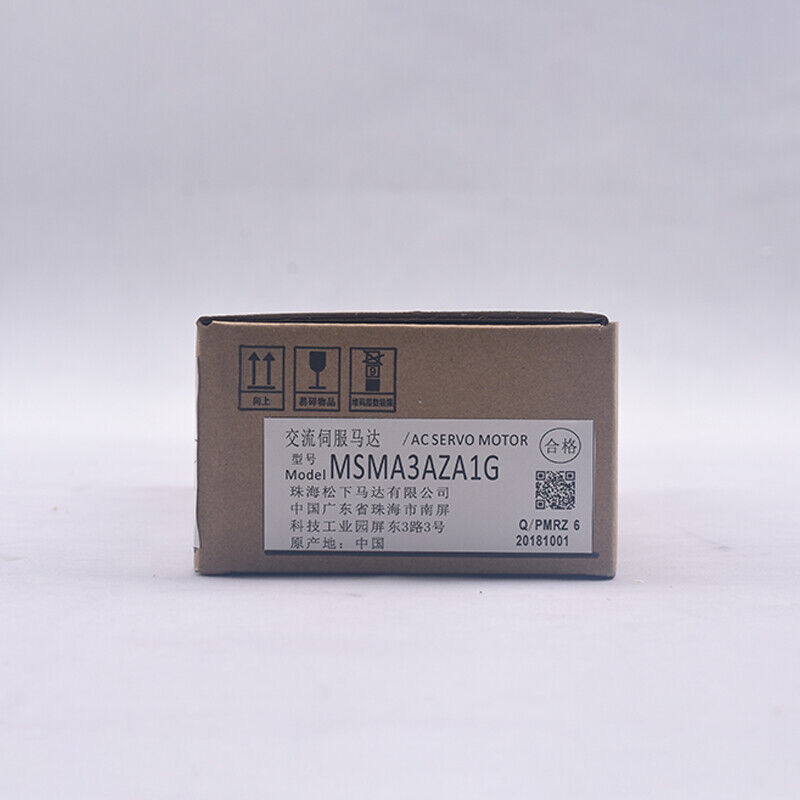 向上
易碎物品
堆码层数极限
6
交流伺服马达 /AC SERVO MOTOR
合格
型号
Model MSMA3AZA1G
珠海松下马达有限公司
中国广东省珠海市南屏
科技工业园屏东3路3号
原产地: 中国
Q/PMRZ 6
20181001